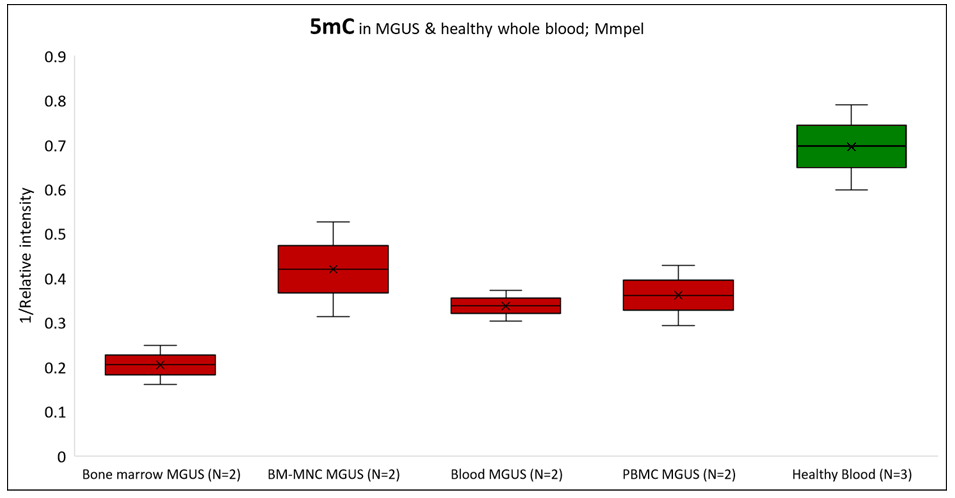 5mC in MGUS & healthy whole blood; Mmpel
0.9
0.8
0.7
0.6
0.5
0.4
0.3
0.2
0.1
0
1/Relative intensity
Bone marrow MGUS (N=2)
BM-MNC MGUS (N=2)
Blood MGUS (N=2)
PBMC MGUS (N=2)
Healthy Blood (N=3)